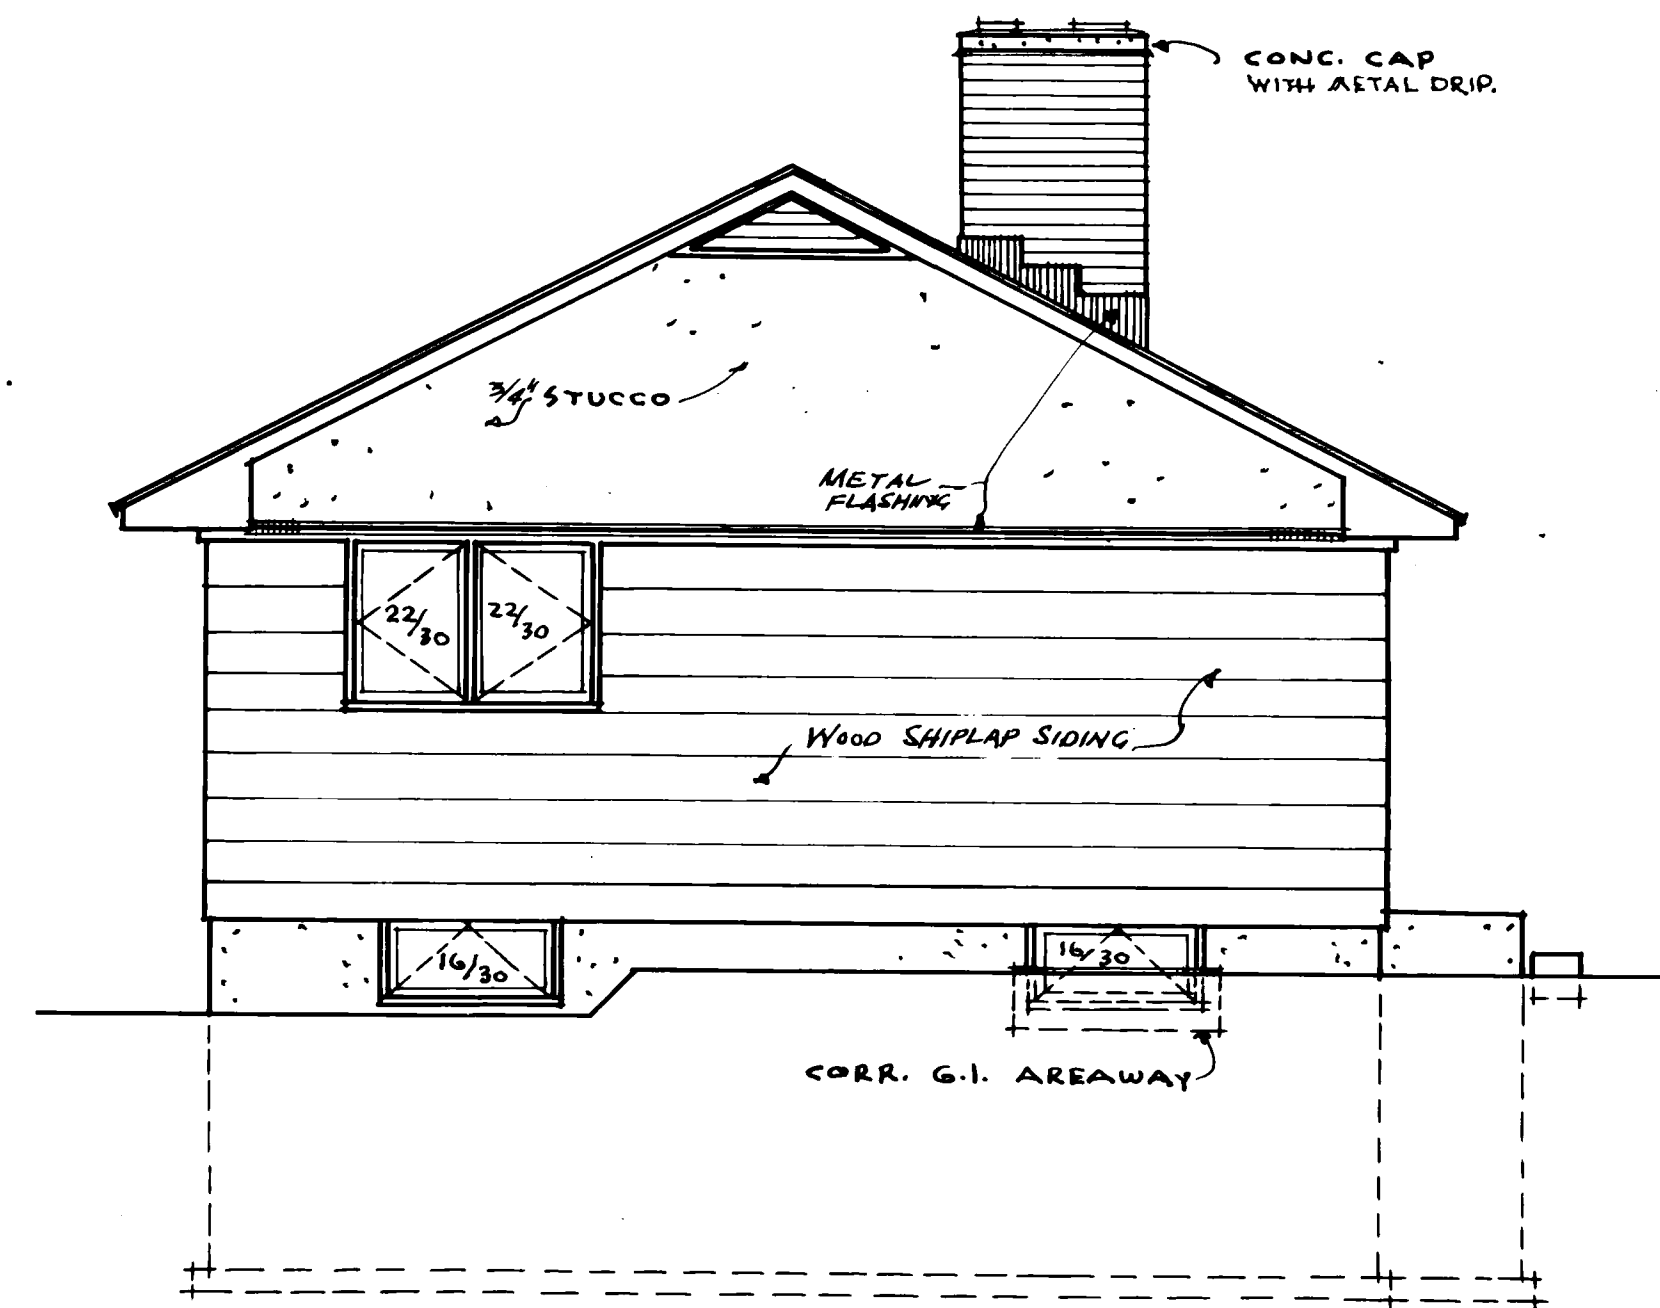 CONC. CAP
WITH METAL DRIP.
3/4" STUCCO
METAL
FLASHING
22/30 22/30
WOOD SHIPLAP SIDING
16/30 16/30
CORR. G.I. AREAWAY